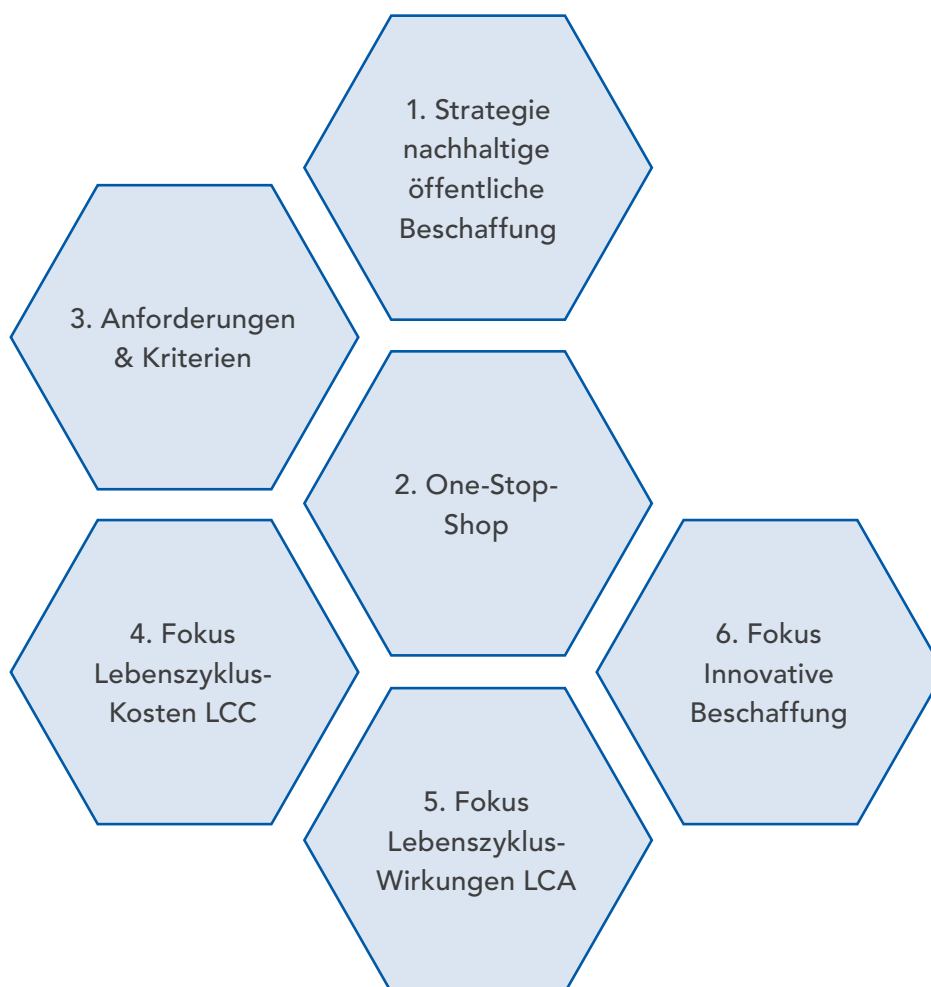 1. Strategie
nachhaltige
öffentliche
Beschaffung
3. Anforderungen
& Kriterien
2. One-Stop-
Shop
4. Fokus
Lebenszyklus-
Kosten LCC
6. Fokus
Innovative
Beschaffung
5. Fokus
Lebenszyklus-
Wirkungen LCA